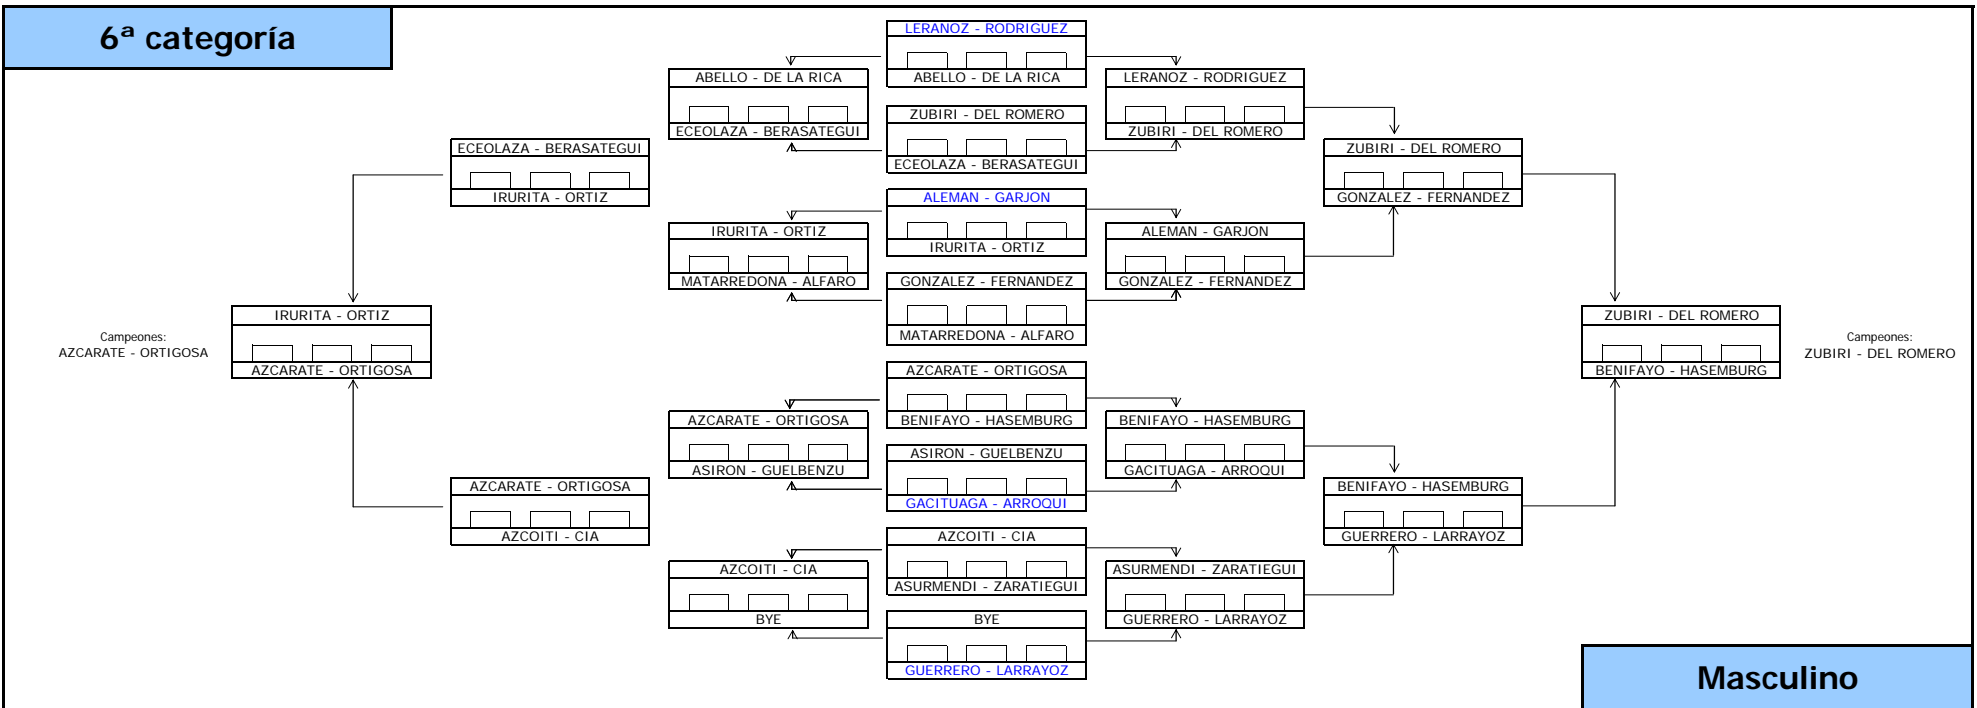 6ª categoría
LERANOZ - RODRIGUEZ
ABELLO - DE LA RICA
ZUBIRI - DEL ROMERO
ECEOLAZA - BERASATEGUI
ALEMAN - GARJON
IRURITA - ORTIZ
GONZALEZ - FERNANDEZ
MATARREDONA - ALFARO
AZCARATE - ORTIGOSA
BENIFAYO - HASEMBURG
ASIRON - GUELBENZU
GACITUAGA - ARROQUI
AZCOITI - CIA
ASURMENDI - ZARATIEGUI
BYE
GUERRERO - LARRAYOZ
ABELLO - DE LA RICA
ECEOLAZA - BERASATEGUI
IRURITA - ORTIZ
MATARREDONA - ALFARO
AZCARATE - ORTIGOSA
ASIRON - GUELBENZU
AZCOITI - CIA
BYE
ECEOLAZA - BERASATEGUI
IRURITA - ORTIZ
AZCARATE - ORTIGOSA
AZCOITI - CIA
IRURITA - ORTIZ
AZCARATE - ORTIGOSA
Campeones:
AZCARATE - ORTIGOSA
LERANOZ - RODRIGUEZ
ZUBIRI - DEL ROMERO
ALEMAN - GARJON
GONZALEZ - FERNANDEZ
BENIFAYO - HASEMBURG
GACITUAGA - ARROQUI
ASURMENDI - ZARATIEGUI
GUERRERO - LARRAYOZ
ZUBIRI - DEL ROMERO
GONZALEZ - FERNANDEZ
BENIFAYO - HASEMBURG
GUERRERO - LARRAYOZ
ZUBIRI - DEL ROMERO
BENIFAYO - HASEMBURG
Campeones:
ZUBIRI - DEL ROMERO
Masculino